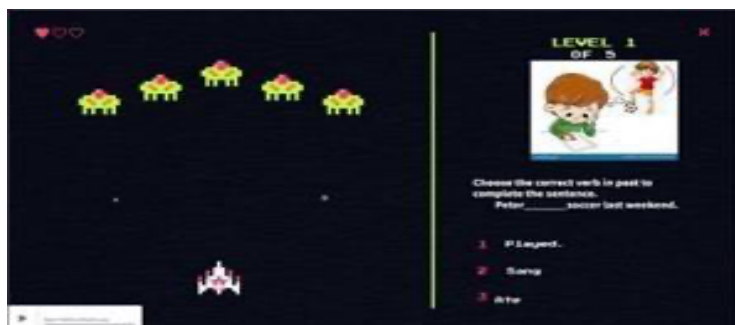 LEVEL 1
OF 5
Choose the correct verb in past to
complete the sentence.
Peter______soccer last weekend.
1 Played.
2 Sang
3 Ate